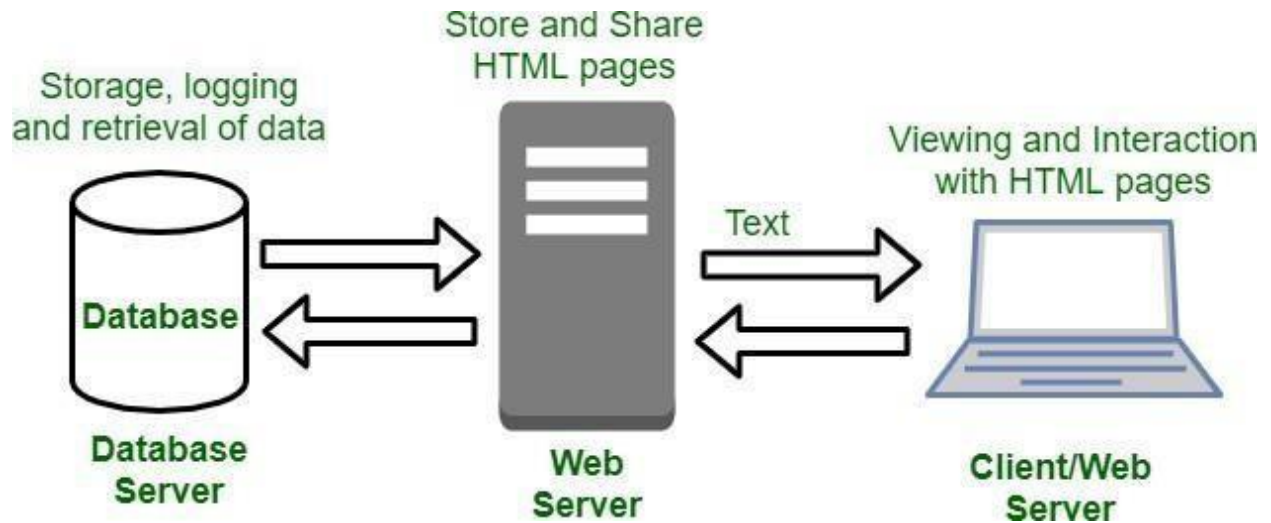 Storage, logging
and retrieval of data
Database
Database
Server
Store and Share
HTML pages
Web
Server
Text
Viewing and Interaction
with HTML pages
Client/Web
Server